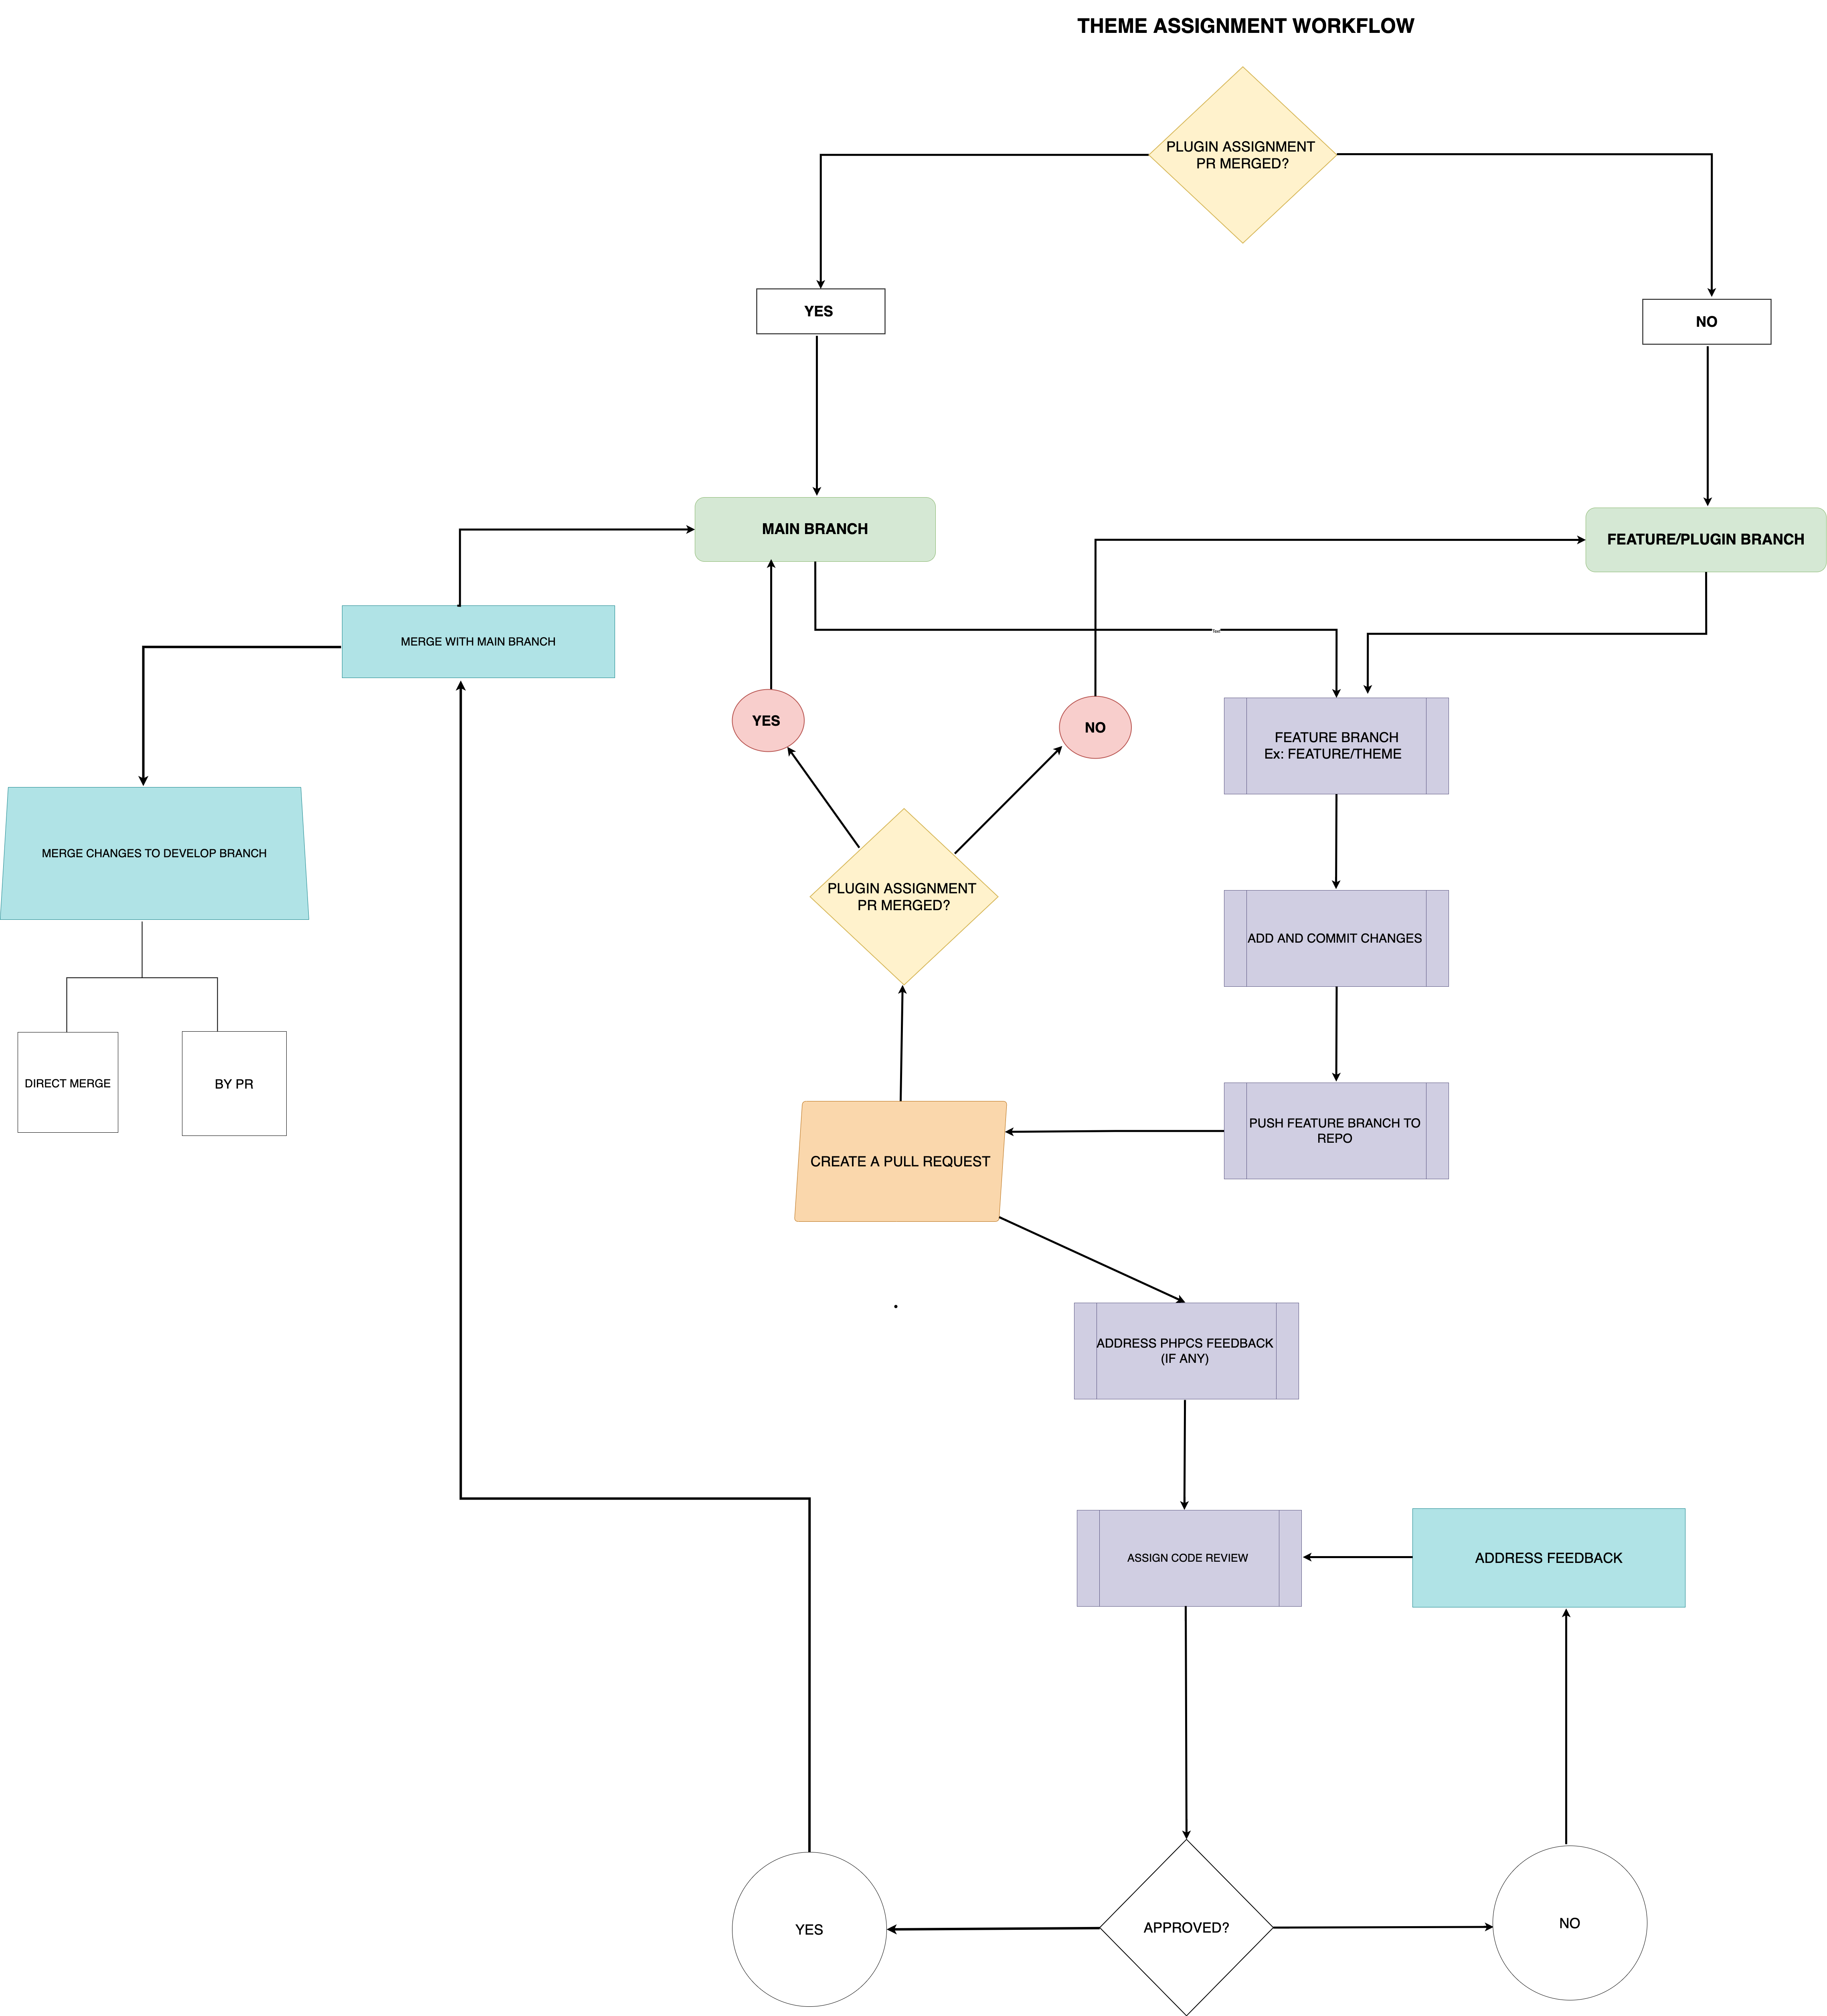 THEME ASSIGNMENT WORKFLOW
PLUGIN ASSIGNMENT
PR MERGED?
YES
NO
MAIN BRANCH
FEATURE/PLUGIN BRANCH
MERGE WITH MAIN BRANCH
YES
NO
FEATURE BRANCH
Ex: FEATURE/THEME
MERGE CHANGES TO DEVELOP BRANCH
PLUGIN ASSIGNMENT
PR MERGED?
ADD AND COMMIT CHANGES
DIRECT MERGE
BY PR
PUSH FEATURE BRANCH TO
REPO
CREATE A PULL REQUEST
ADDRESS PHPCS FEEDBACK
(IF ANY)
ASSIGN CODE REVIEW
ADDRESS FEEDBACK
YES
APPROVED?
NO